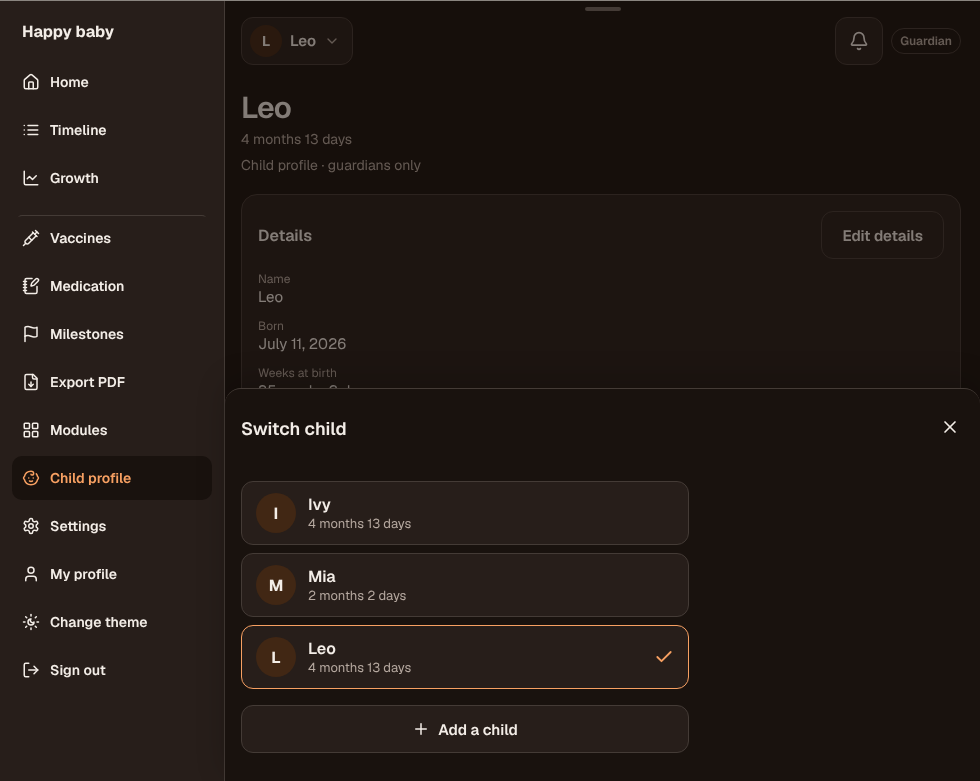 Happy baby
Home
Timeline
Growth
Vaccines
Medication
Milestones
Export PDF
Modules
Child profile
Settings
My profile
Change theme
Sign out
L Leo
Guardian
Leo
4 months 13 days
Child profile · guardians only
Details
Edit details
Name
Leo
Born
July 11, 2026
Weeks at birth
Switch child
I
Ivy
4 months 13 days
M
Mia
2 months 2 days
L
Leo
4 months 13 days
Add a child